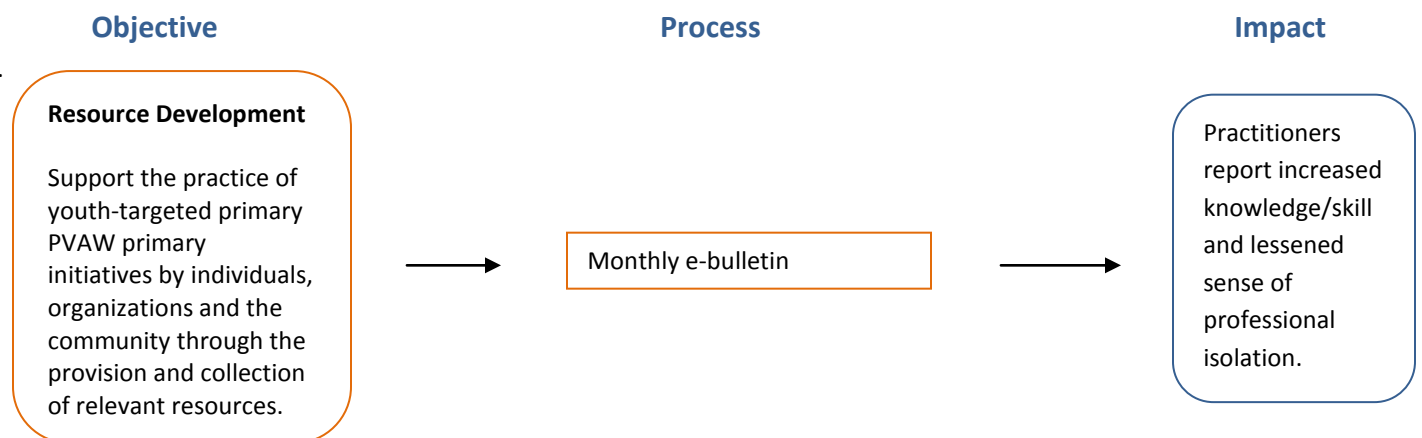 Objective
Process
Impact
Resource Development
Support the practice of
youth-targeted primary
PVAW primary
initiatives by individuals,
organizations and the
community through the
provision and collection
of relevant resources.
Monthly e-bulletin
Practitioners
report increased
knowledge/skill
and lessened
sense of
professional
isolation.